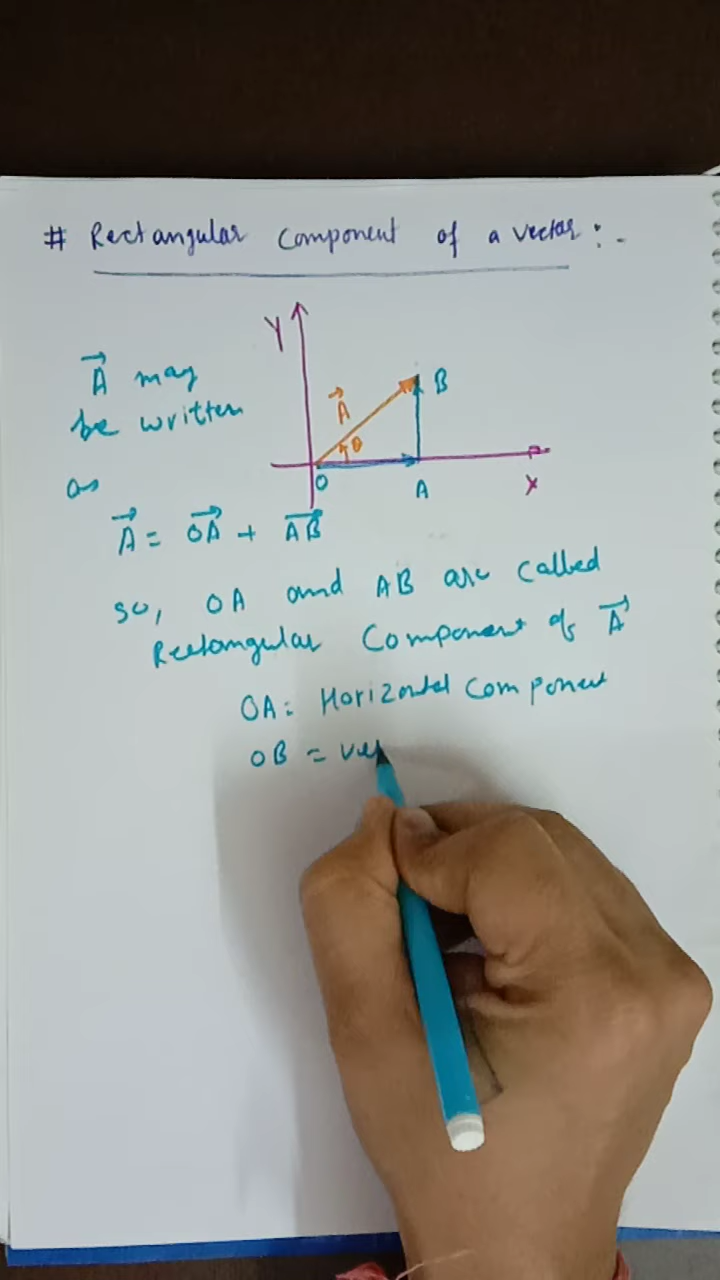 # Rectangular Component of a vector :-
Y
A may
B
A
be written
θ
as
O
A
X
A = OA + AB
so, OA and AB are called
Rectangular Component of A
OA = Horizontal component
OB = ver